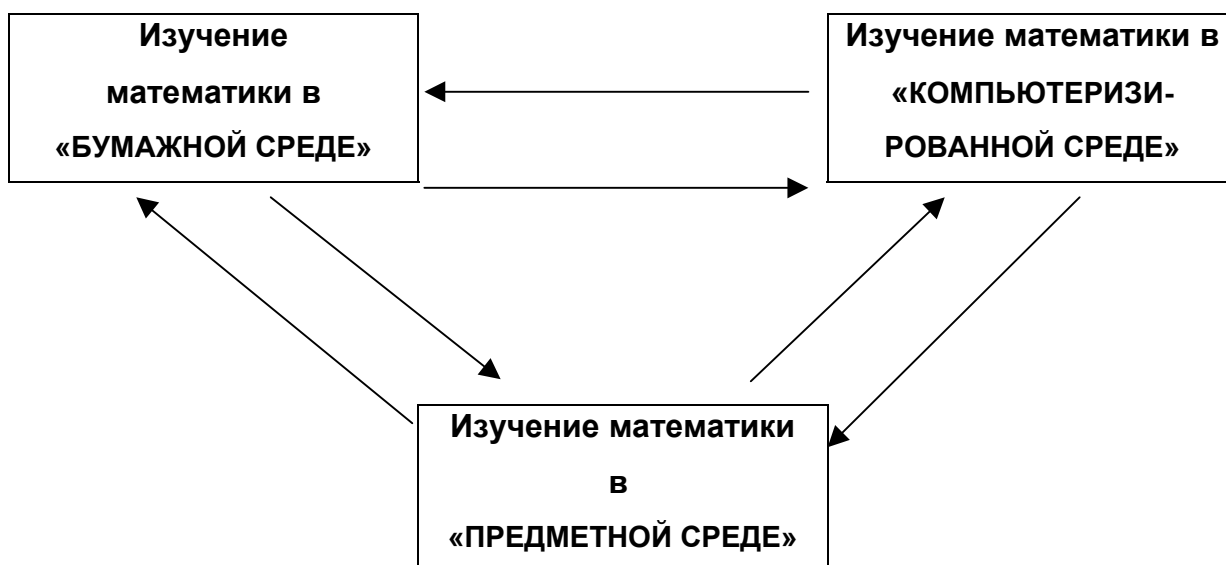 Изучение
математики в
«БУМАЖНОЙ СРЕДЕ»
Изучение математики в
«КОМПЬЮТЕРИЗИ-
РОВАННОЙ СРЕДЕ»
Изучение математики
в
«ПРЕДМЕТНОЙ СРЕДЕ»